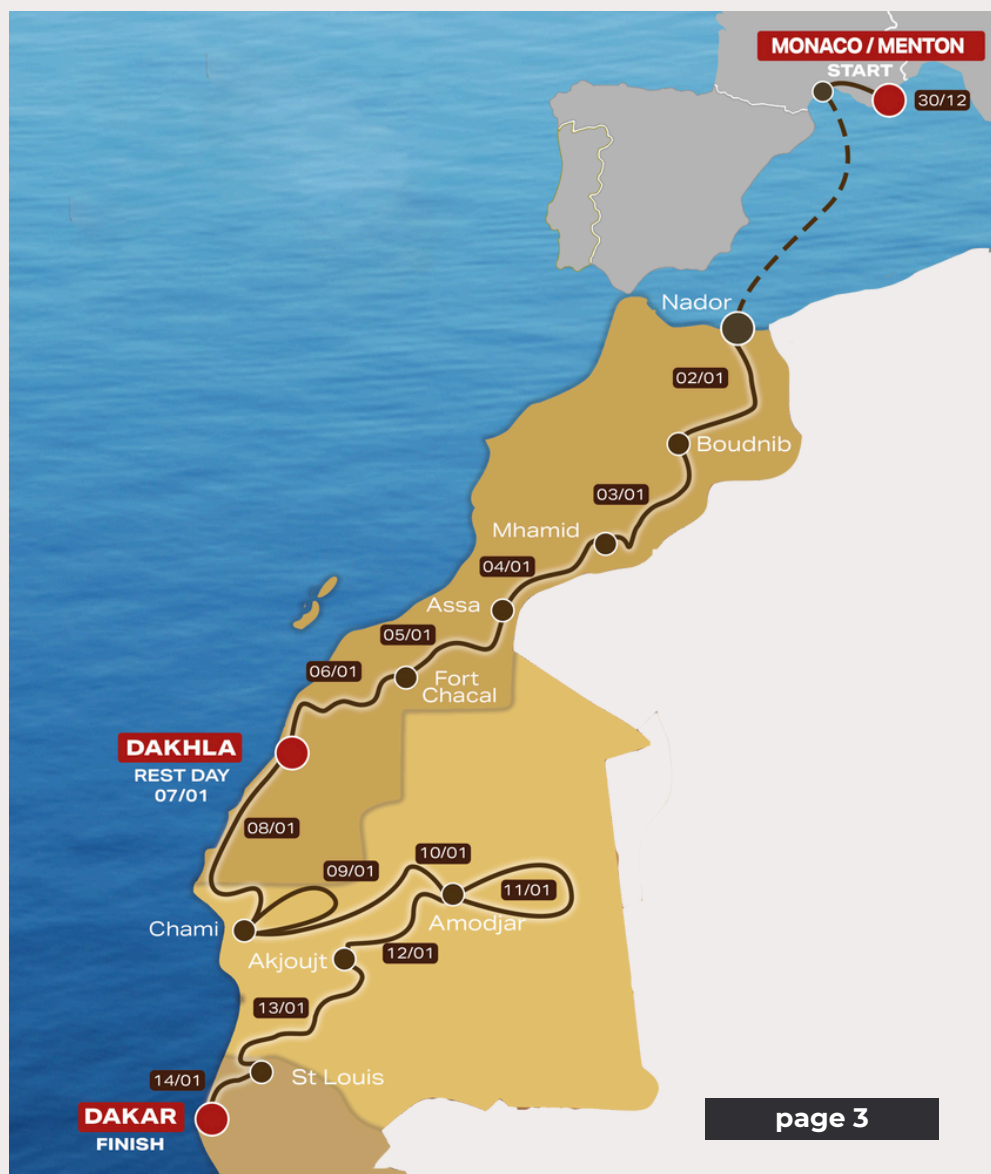 MONACO / MENTON
START
30/12
Nador
02/01
Boudnib
03/01
Mhamid
04/01
Assa
05/01
06/01
Fort
Chacal
DAKHLA
REST DAY
07/01
08/01
10/01
09/01
11/01
Chami
Amodjar
12/01
Akjoujt
13/01
St Louis
14/01
DAKAR
FINISH
page 3